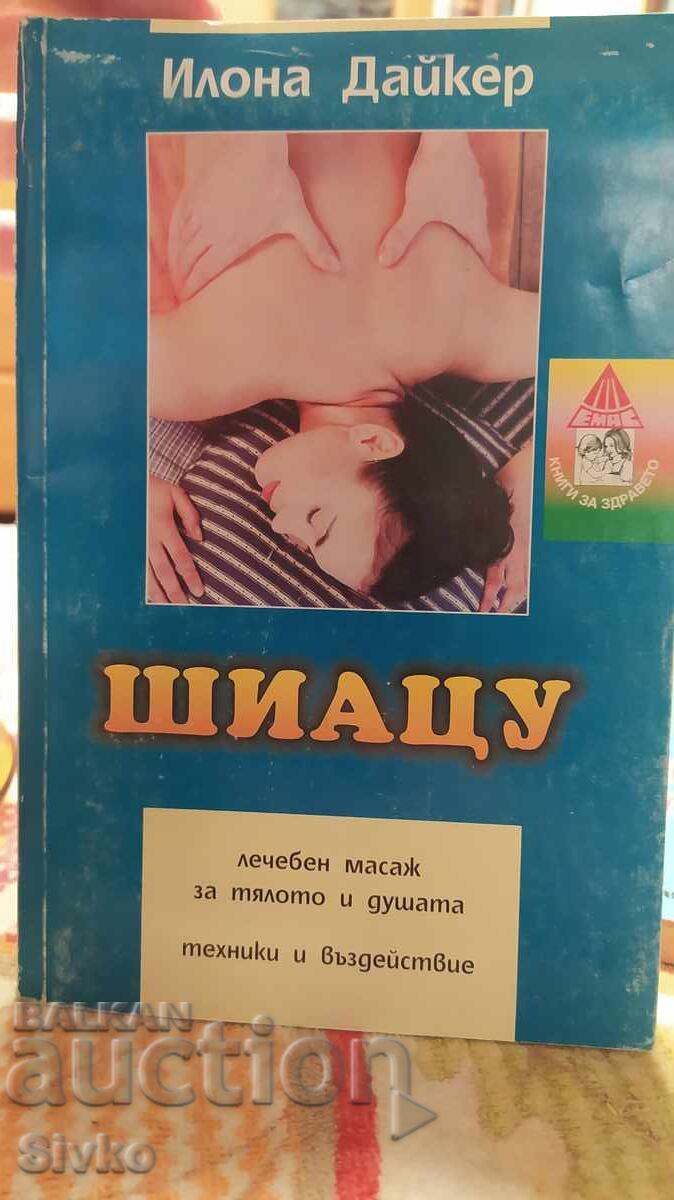 Илона Дайкер
ЕМАС
КНИГИ ЗА ЗДРАВЕТО
ШИАЦУ
лечебен масаж
за тялото и душата
техники и въздействие
BALKAN
auction
Sivko